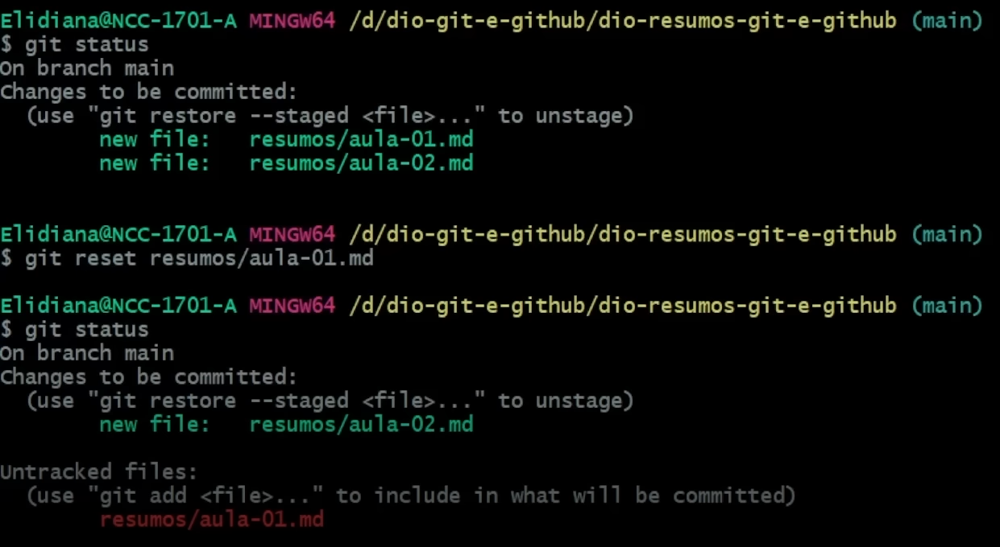 Elidiana@NCC-1701-A MINGW64 /d/dio-git-e-github/dio-resumos-git-e-github (main)
$ git status
On branch main
Changes to be committed:
  (use "git restore --staged <file>..." to unstage)
        new file:   resumos/aula-01.md
        new file:   resumos/aula-02.md

Elidiana@NCC-1701-A MINGW64 /d/dio-git-e-github/dio-resumos-git-e-github (main)
$ git reset resumos/aula-01.md

Elidiana@NCC-1701-A MINGW64 /d/dio-git-e-github/dio-resumos-git-e-github (main)
$ git status
On branch main
Changes to be committed:
  (use "git restore --staged <file>..." to unstage)
        new file:   resumos/aula-02.md

Untracked files:
  (use "git add <file>..." to include in what will be committed)
        resumos/aula-01.md